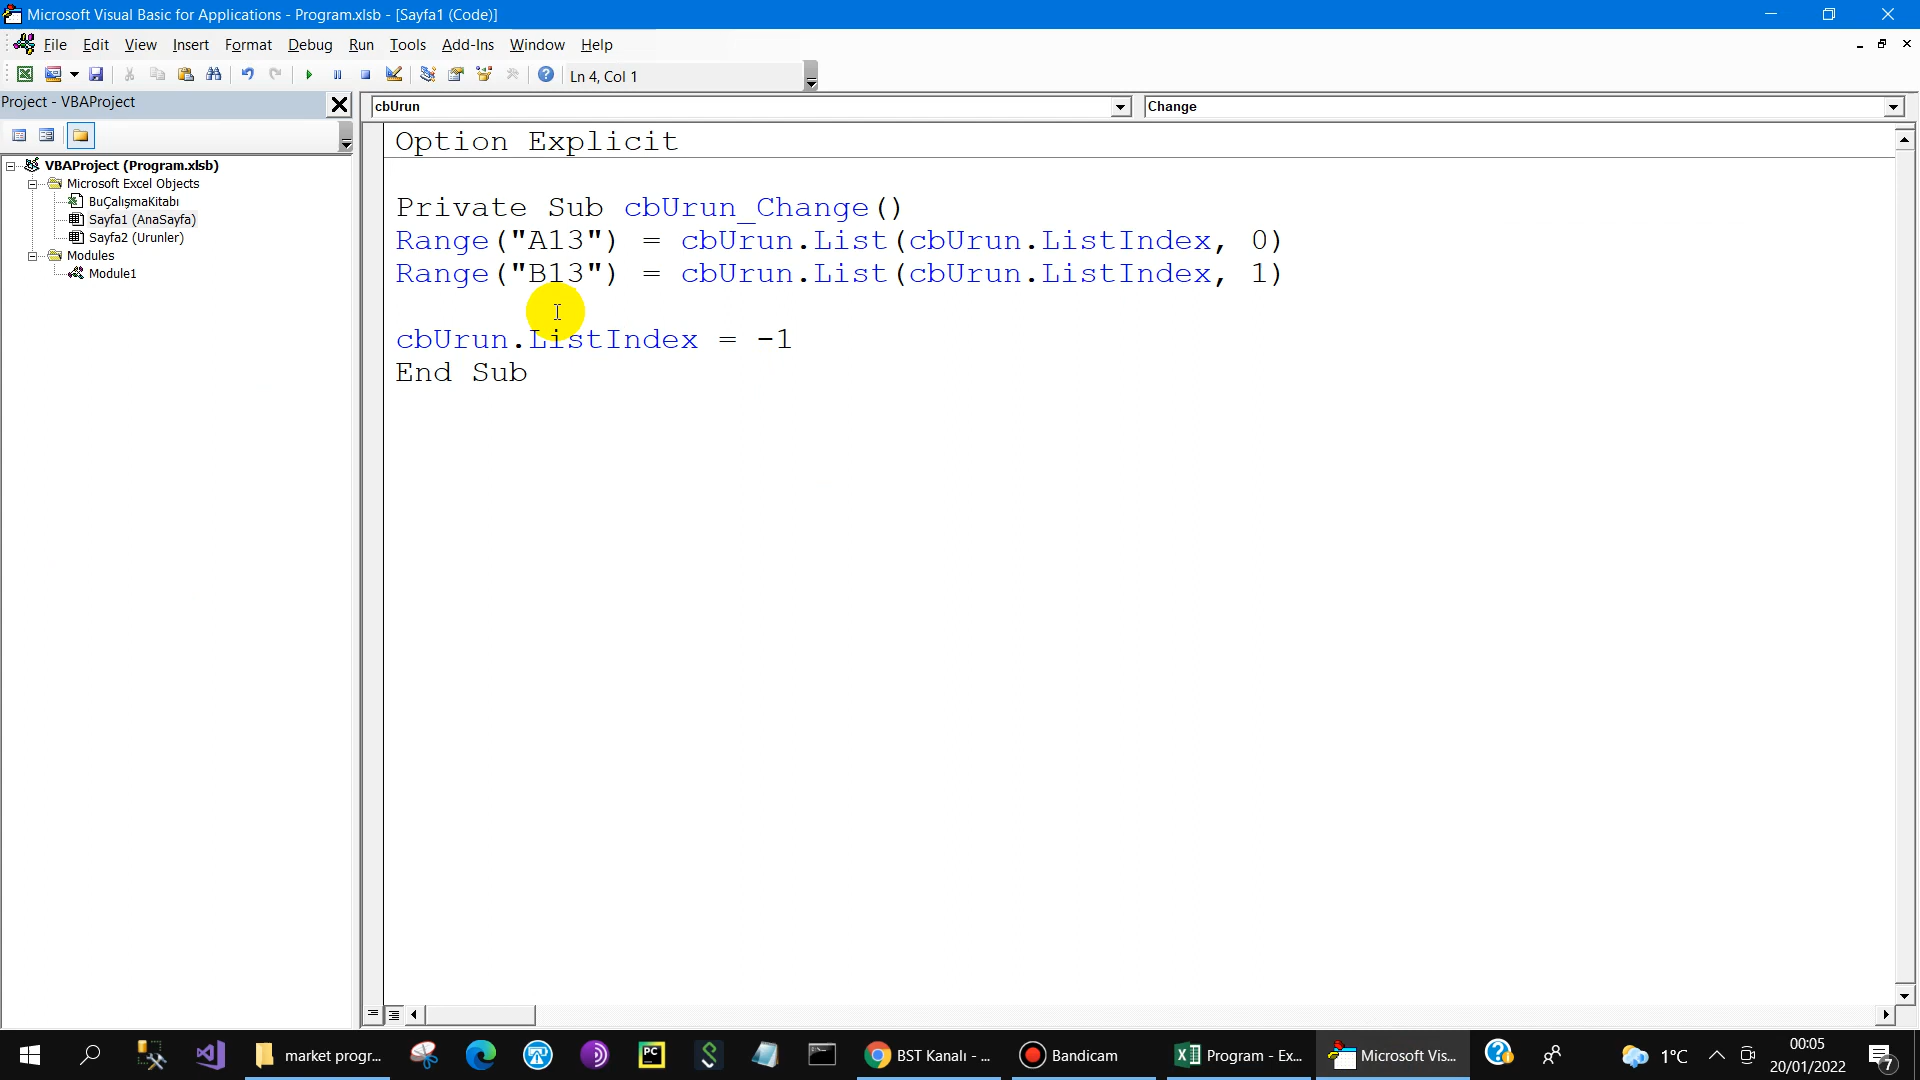 Microsoft Visual Basic for Applications - Program.xlsb - [Sayfa1 (Code)]
File Edit View Insert Format Debug Run Tools Add-Ins Window Help
Ln 4, Col 1
Project - VBAProject
cbUrun
Change
VBAProject (Program.xlsb)
Microsoft Excel Objects
BuÇalışmaKitabı
Sayfa1 (AnaSayfa)
Sayfa2 (Urunler)
Modules
Module1
Option Explicit
Private Sub cbUrun_Change()
Range("A13") = cbUrun.List(cbUrun.ListIndex, 0)
Range("B13") = cbUrun.List(cbUrun.ListIndex, 1)
cbUrun.ListIndex = -1
End Sub
market progr...
PC
BST Kanalı - ...
Bandicam
Program - Ex...
Microsoft Vis...
1°C
00:05
20/01/2022
7